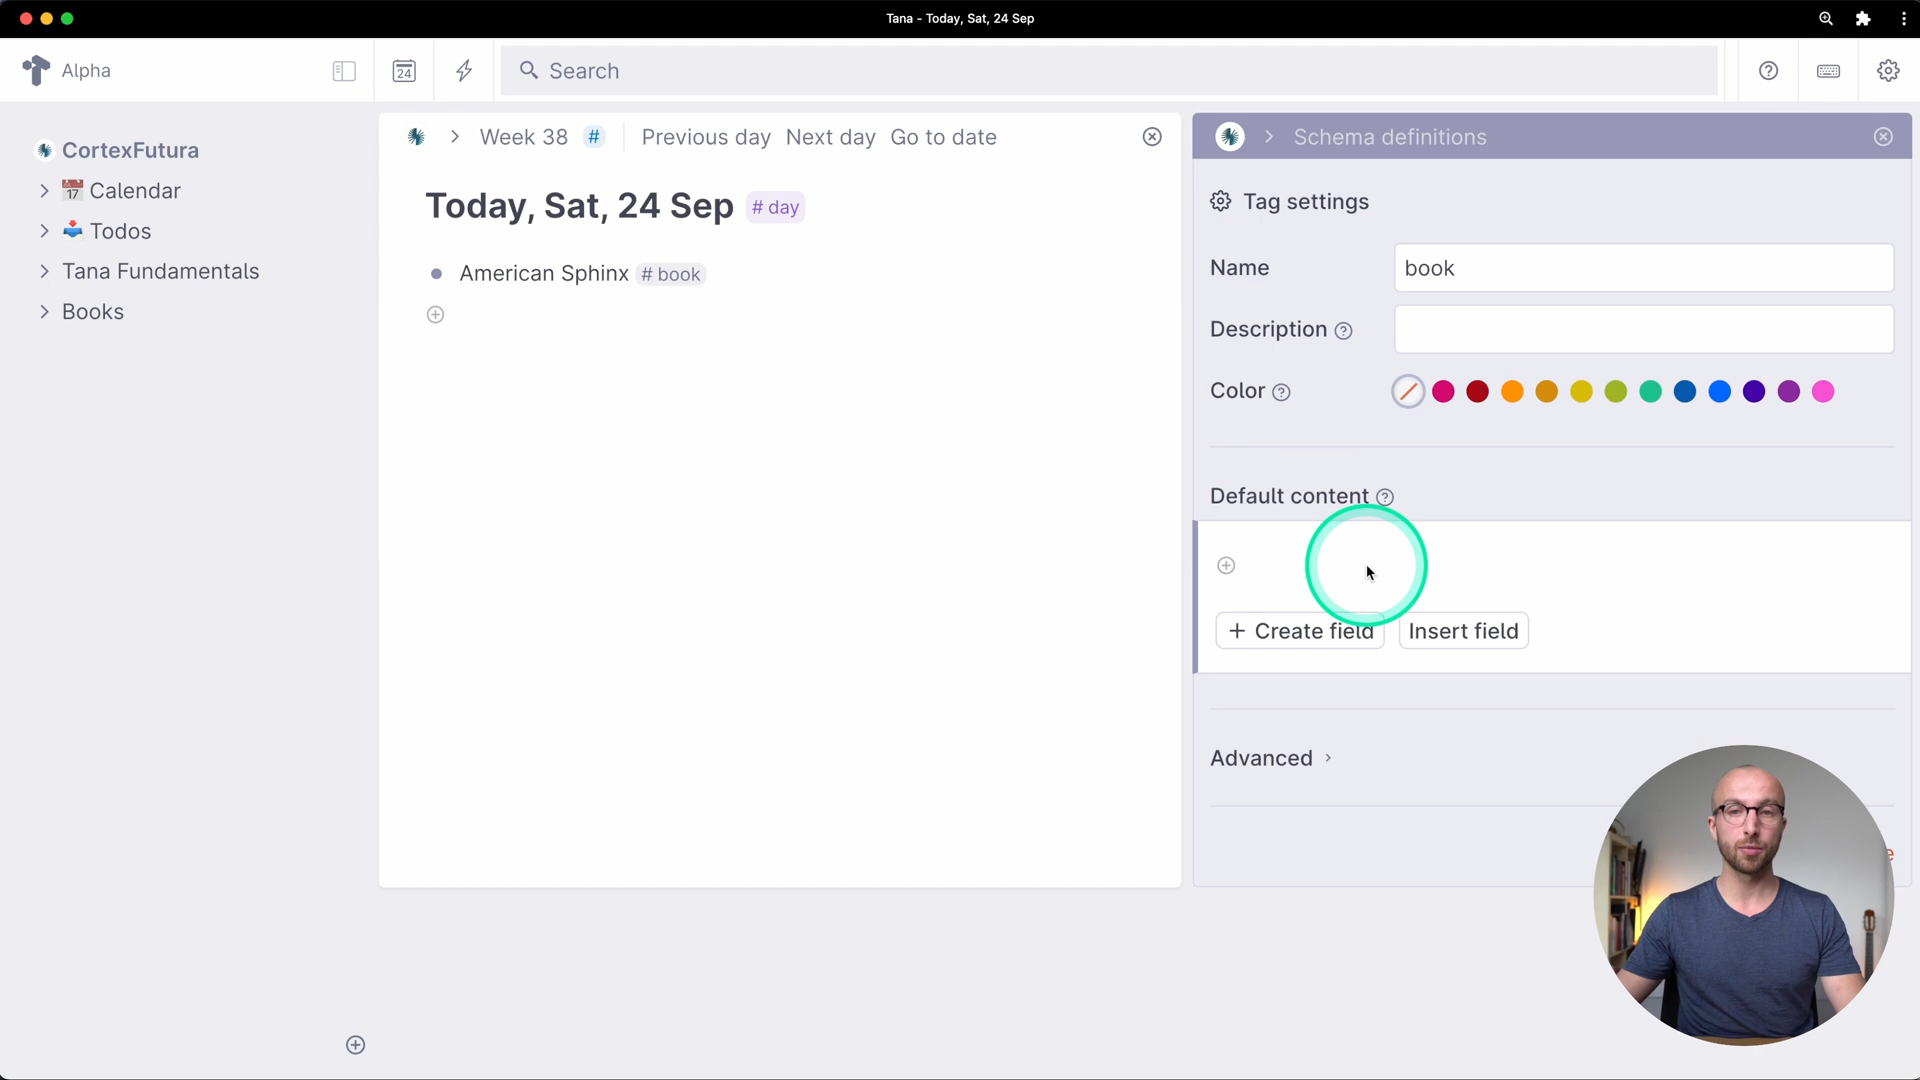 Tana - Today, Sat, 24 Sep
Alpha
24
Search
CortexFutura
Calendar
Todos
Tana Fundamentals
Books
Week 38 #
Previous day Next day Go to date
Today, Sat, 24 Sep # day
American Sphinx # book
Schema definitions
Tag settings
Name
book
Description
Color
Default content
+ Create field
Insert field
Advanced